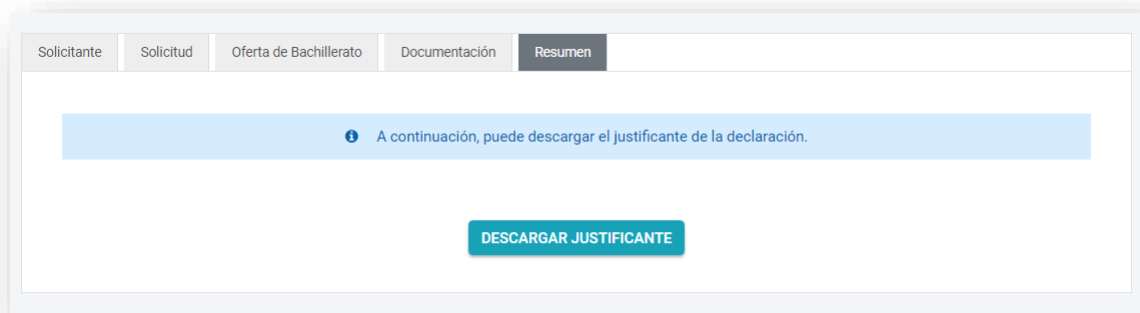 Solicitante Solicitud Oferta de Bachillerato Documentación Resumen
A continuación, puede descargar el justificante de la declaración.
DESCARGAR JUSTIFICANTE